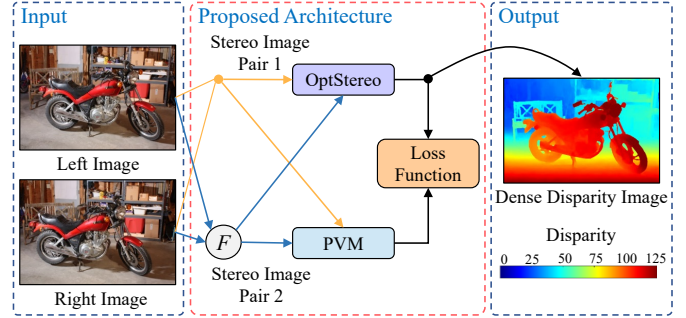 Input
Proposed Architecture
Output
Stereo Image
Pair 1
OptStereo
Left Image
Loss
Function
Dense Disparity Image
F
PVM
Stereo Image
Pair 2
Right Image
Disparity
0 25 50 75 100 125